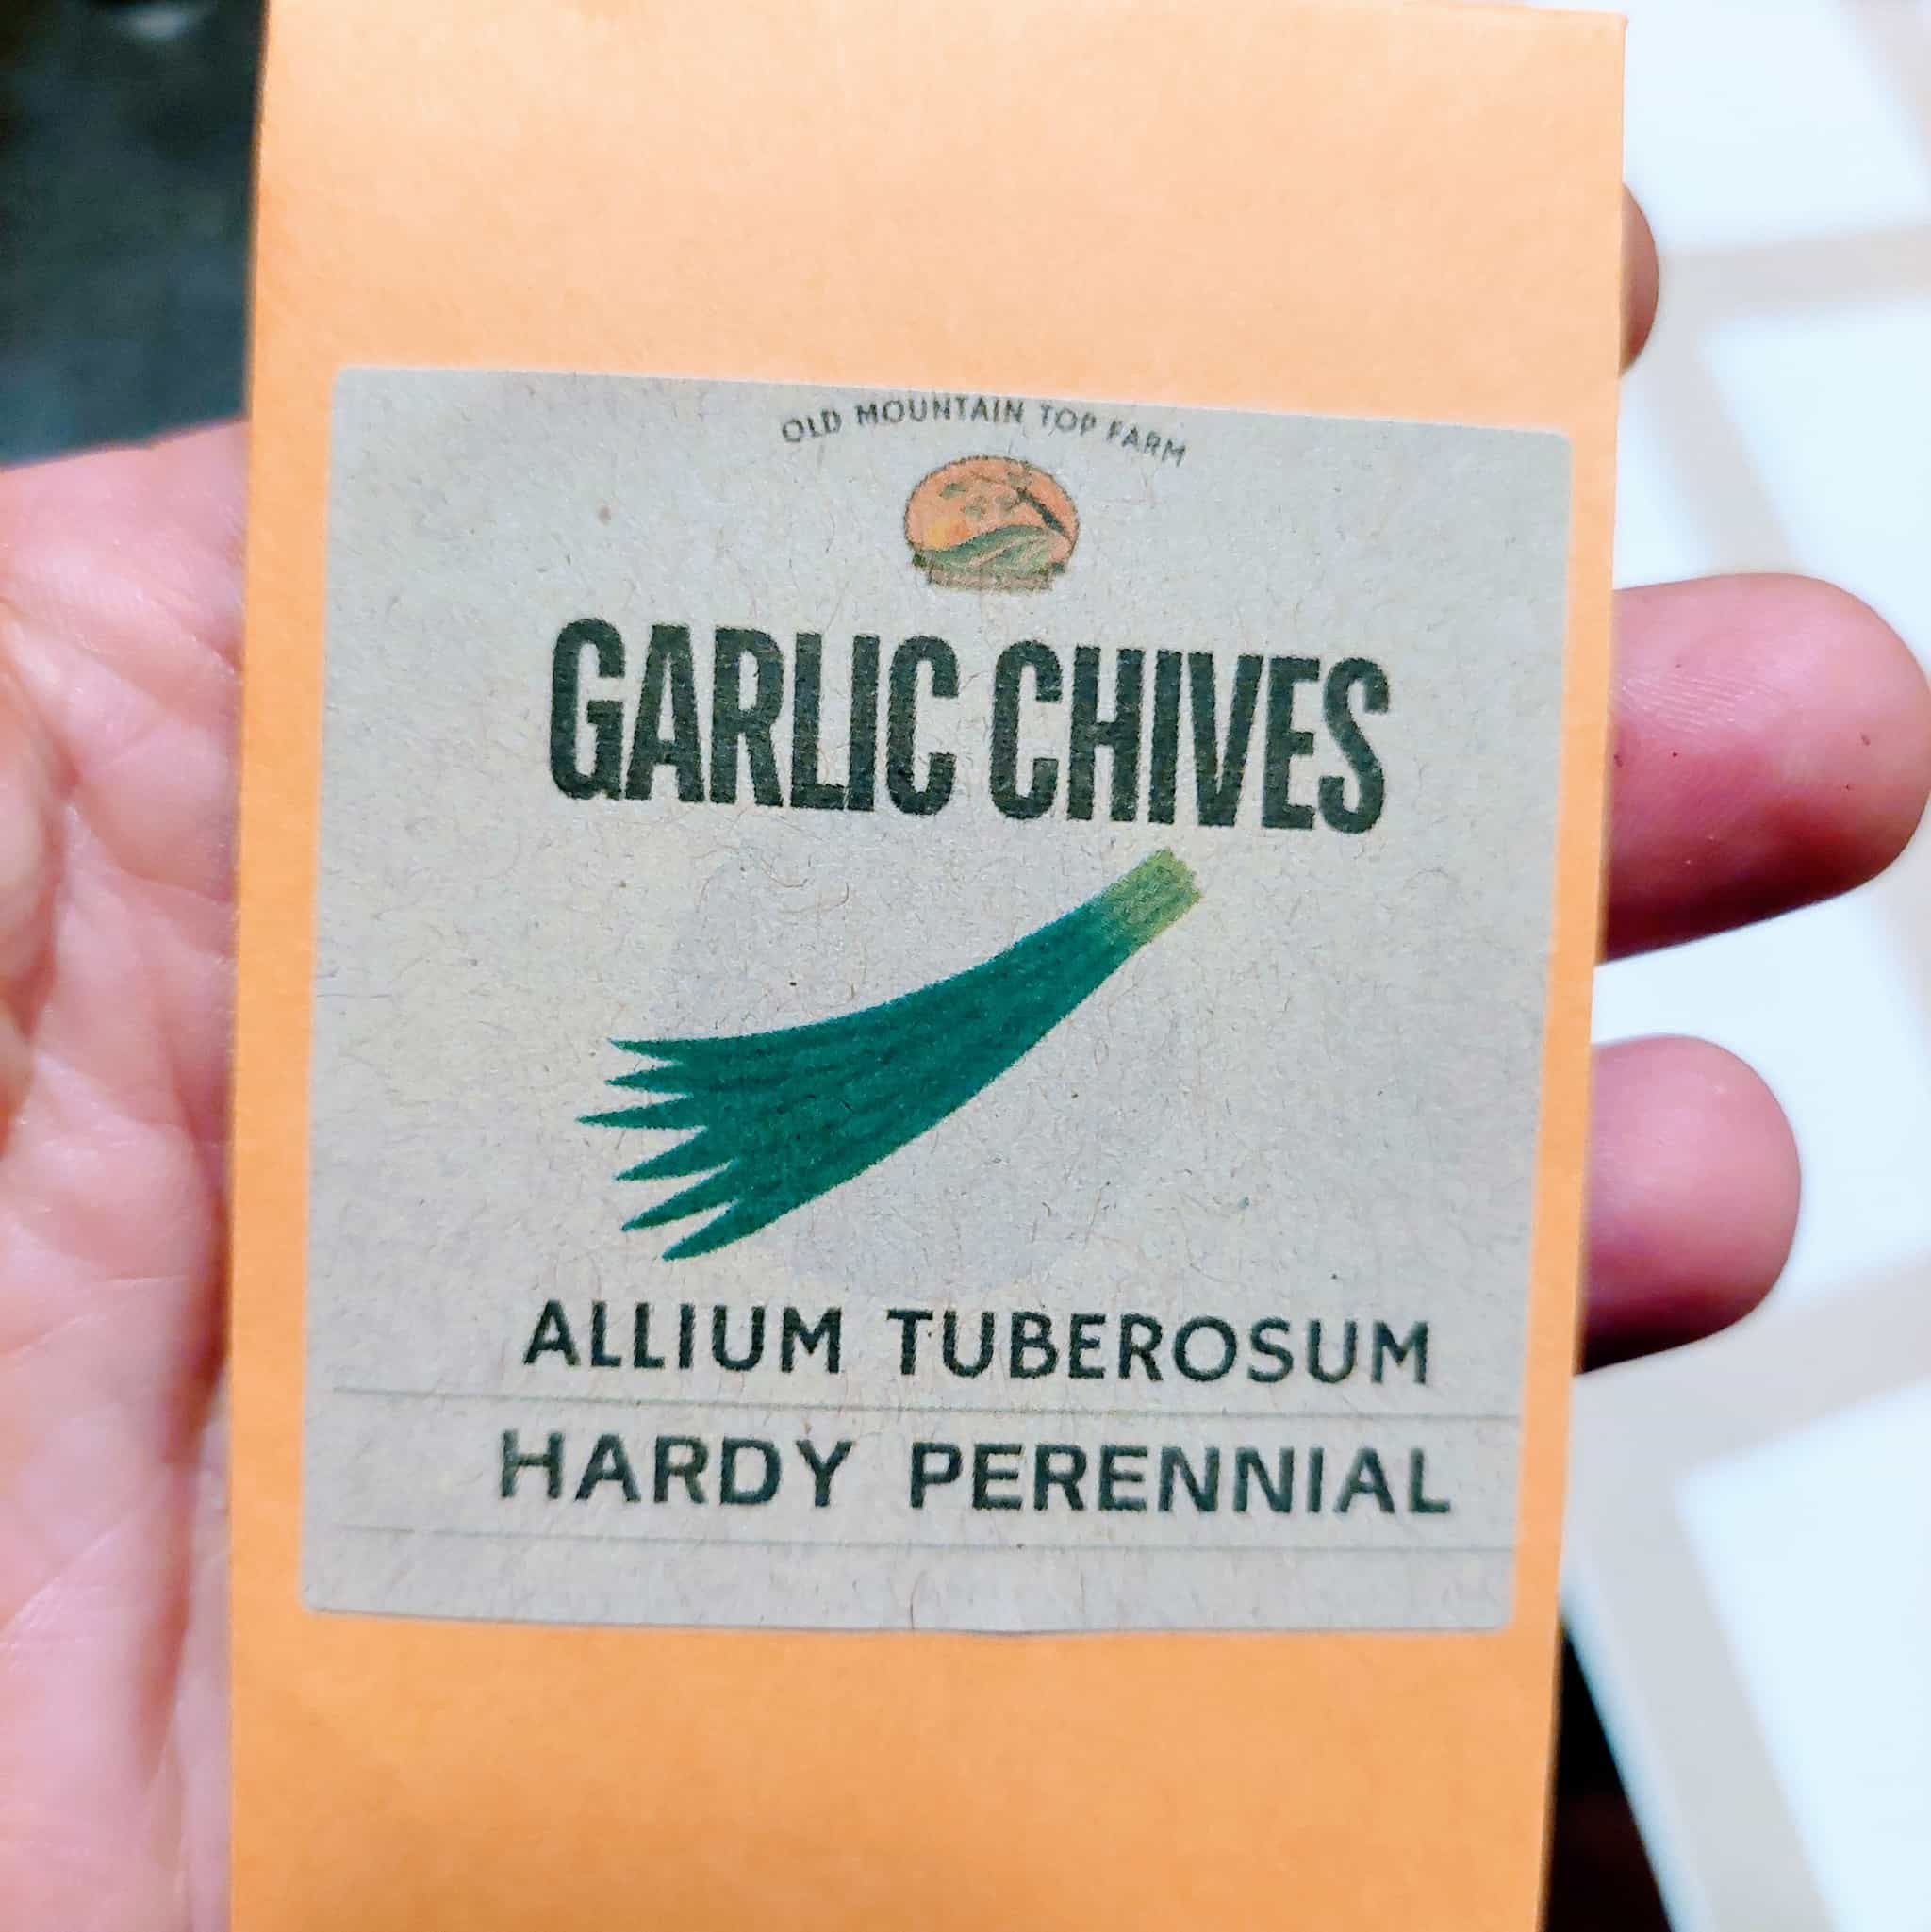 OLD MOUNTAIN TOP FARM
GARLIC CHIVES
ALLIUM TUBEROSUM
HARDY PERENNIAL